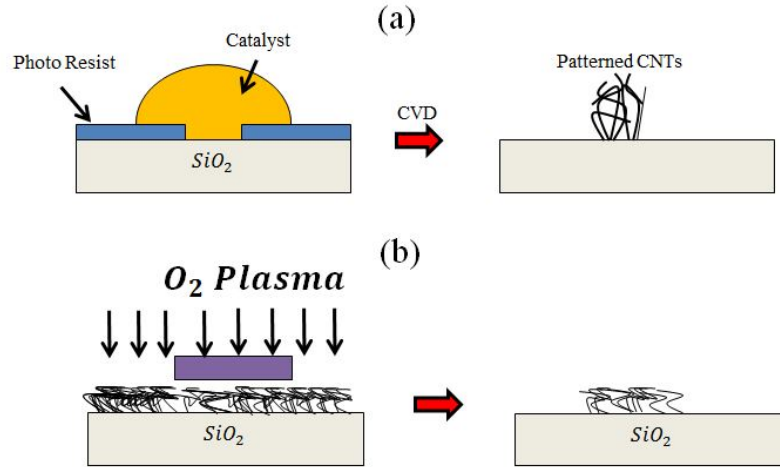 (a)
Catalyst
Photo Resist
Patterned CNTs
CVD
SiO₂
(b)
O₂ Plasma
SiO₂
SiO₂